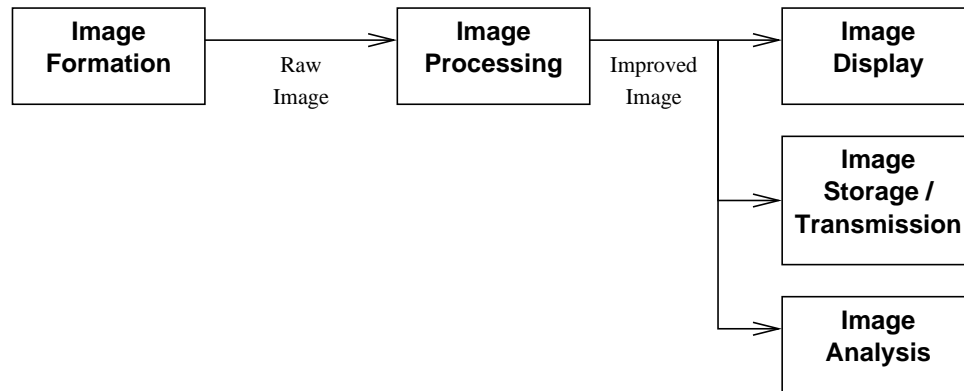 Image
Formation
Raw
Image
Image
Processing
Improved
Image
Image
Display
Image
Storage /
Transmission
Image
Analysis